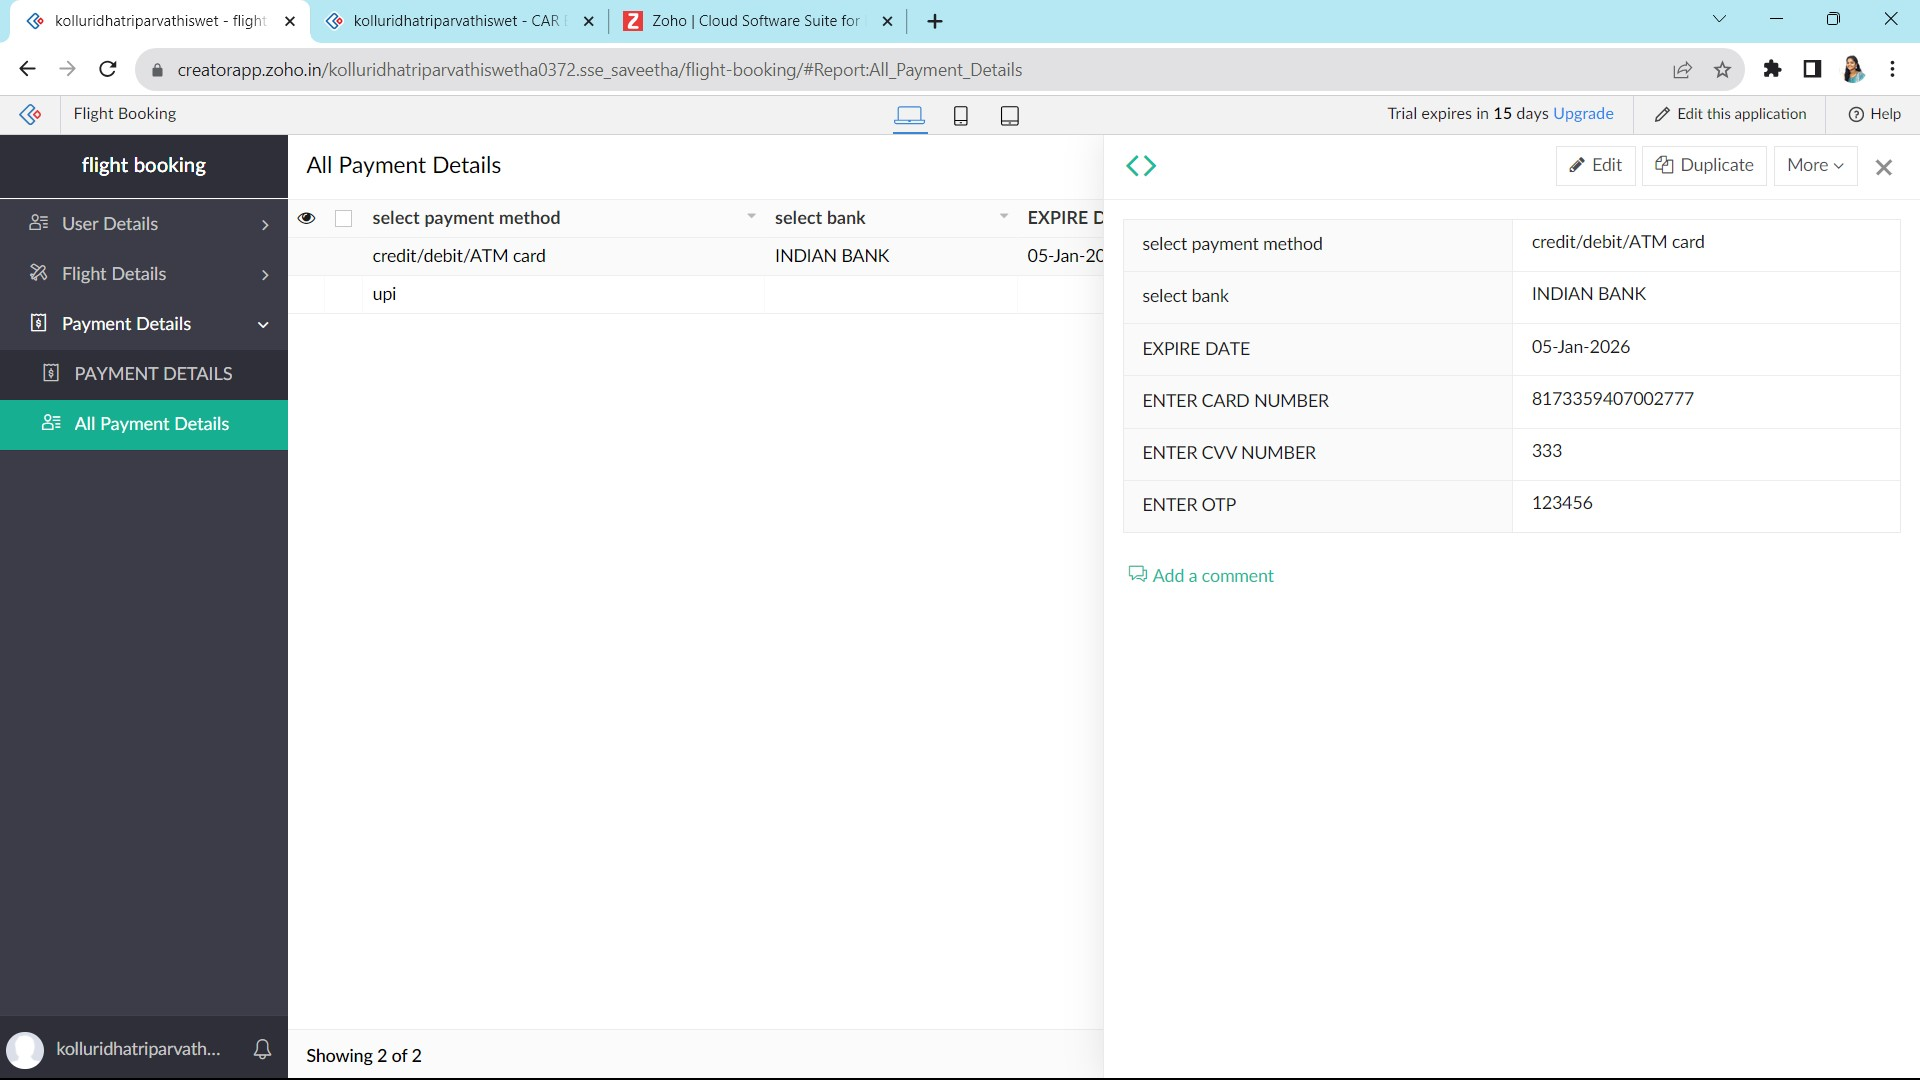 kolluridhatriparvathiswet - flight
kolluridhatriparvathiswet - CAR
Zoho | Cloud Software Suite for
creatorapp.zoho.in/kolluridhatriparvathiswetha0372.sse_saveetha/flight-booking/#Report:All_Payment_Details
Flight Booking
Trial expires in 15 days Upgrade
Edit this application
Help
flight booking
User Details
Flight Details
Payment Details
PAYMENT DETAILS
All Payment Details
kolluridhatriparvath...
All Payment Details
select payment method select bank EXPIRE D
credit/debit/ATM card INDIAN BANK 05-Jan-20
upi
Showing 2 of 2
Edit Duplicate More
select payment method credit/debit/ATM card
select bank INDIAN BANK
EXPIRE DATE 05-Jan-2026
ENTER CARD NUMBER 8173359407002777
ENTER CVV NUMBER 333
ENTER OTP 123456
Add a comment